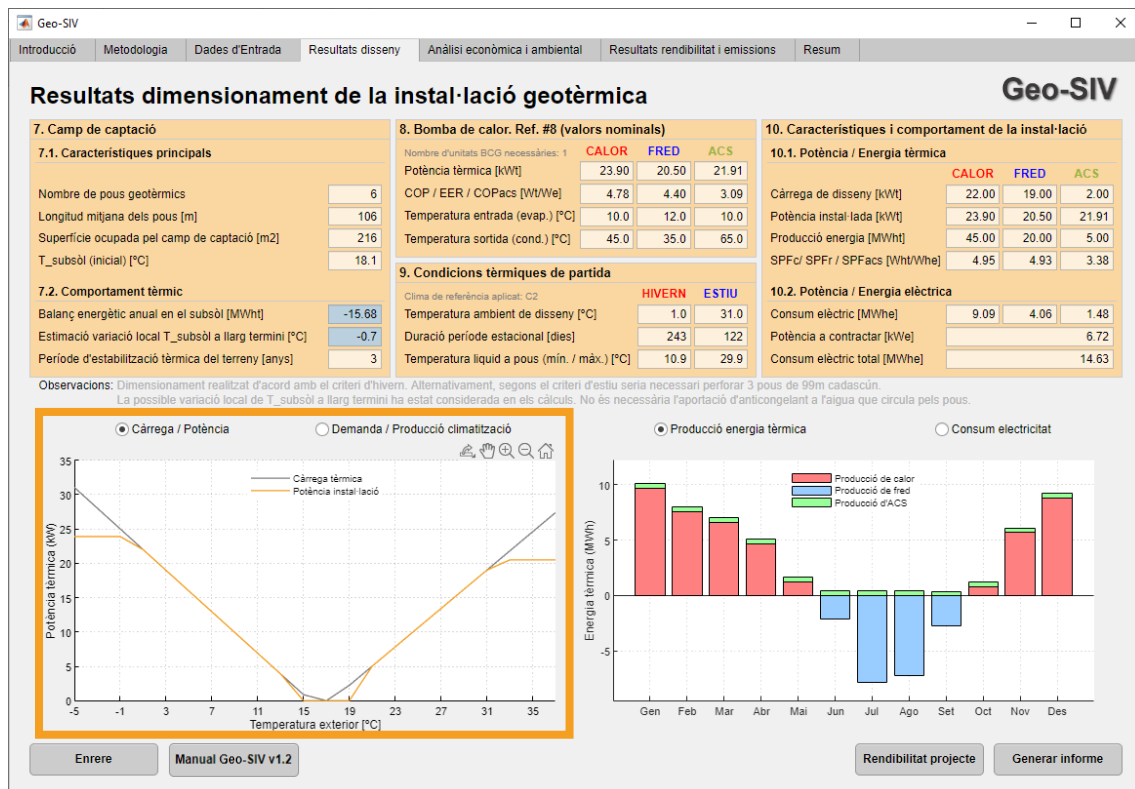 Geo-SIV
Introducció Metodologia Dades d'Entrada Resultats disseny Anàlisi econòmica i ambiental Resultats rendibilitat i emissions Resum
Resultats dimensionament de la instal·lació geotèrmica
Geo-SIV
7. Camp de captació
7.1. Característiques principals
Nombre de pous geotèrmics 6
Longitud mitjana dels pous [m] 106
Superfície ocupada pel camp de captació [m2] 216
T_subsòl (inicial) [ºC] 18.1
7.2. Comportament tèrmic
Balanç energètic anual en el subsòl [MWht] -15.68
Estimació variació local T_subsòl a llarg termini [ºC] -0.7
Període d'estabilització tèrmica del terreny [anys] 3
8. Bomba de calor. Ref. #8 (valors nominals)
Nombre d'unitats BCG necessàries: 1 CALOR FRED ACS
Potència tèrmica [kWt] 23.90 20.50 21.91
COP / EER / COPacs [Wt/We] 4.78 4.40 3.09
Temperatura entrada (evap.) [ºC] 10.0 12.0 10.0
Temperatura sortida (cond.) [ºC] 45.0 35.0 65.0
9. Condicions tèrmiques de partida
Clima de referència aplicat: C2 HIVERN ESTIU
Temperatura ambient de disseny [ºC] 1.0 31.0
Duració període estacional [dies] 243 122
Temperatura liquid a pous (mín. / màx.) [ºC] 10.9 29.9
10. Característiques i comportament de la instal·lació
10.1. Potència / Energia tèrmica
CALOR FRED ACS
Càrrega de disseny [kWt] 22.00 19.00 2.00
Potència instal·lada [kWt] 23.90 20.50 21.91
Producció energia [MWht] 45.00 20.00 5.00
SPFc/ SPFr / SPFacs [Wht/Whe] 4.95 4.93 3.38
10.2. Potència / Energia elèctrica
Consum elèctric [MWhe] 9.09 4.06 1.48
Potència a contractar [kWe] 6.72
Consum elèctric total [MWhe] 14.63
Observacions: Dimensionament realitzat d'acord amb el criteri d'hivern. Alternativament, segons el criteri d'estiu seria necessari perforar 3 pous de 99m cadascún.
La possible variació local de T_subsòl a llarg termini ha estat considerada en els càlculs. No és necessària l'aportació d'anticongelant a l'aigua que circula pels pous.
Càrrega / Potència Demanda / Producció climatització
Càrrega tèrmica
Potència instal·lació
Potència tèrmica (kW)
35
30
25
20
15
10
5
0
-5 -1 3 7 11 15 19 23 27 31 35
Temperatura exterior [ºC]
Producció energia tèrmica Consum electricitat
Producció de calor
Producció de fred
Producció d'ACS
Energia tèrmica (MWh)
10
5
0
-5
Gen Feb Mar Abr Mai Jun Jul Ago Set Oct Nov Des
Enrere Manual Geo-SIV v1.2 Rendibilitat projecte Generar informe